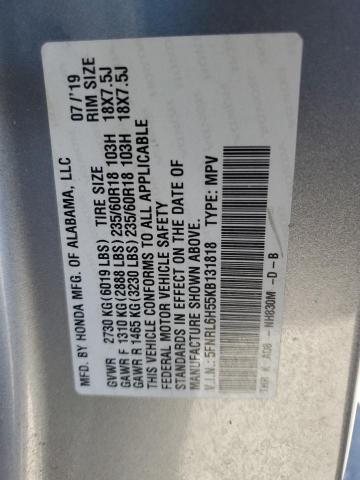 MFD. BY HONDA MFG. OF ALABAMA, LLC 07/'19
TIRE SIZE RIM SIZE
GVWR 2730 KG(6019 LBS)
GAWR F 1310 KG(2888 LBS) 235/60R18 103H 18X7.5J
GAWR R 1465 KG(3230 LBS) 235/60R18 103H 18X7.5J
THIS VEHICLE CONFORMS TO ALL APPLICABLE
FEDERAL MOTOR VEHICLE SAFETY
STANDARDS IN EFFECT ON THE DATE OF
MANUFACTURE SHOWN ABOVE.
V.I.N.: 5FNRL6H55KB131818 TYPE: MPV
NH830M -D -B